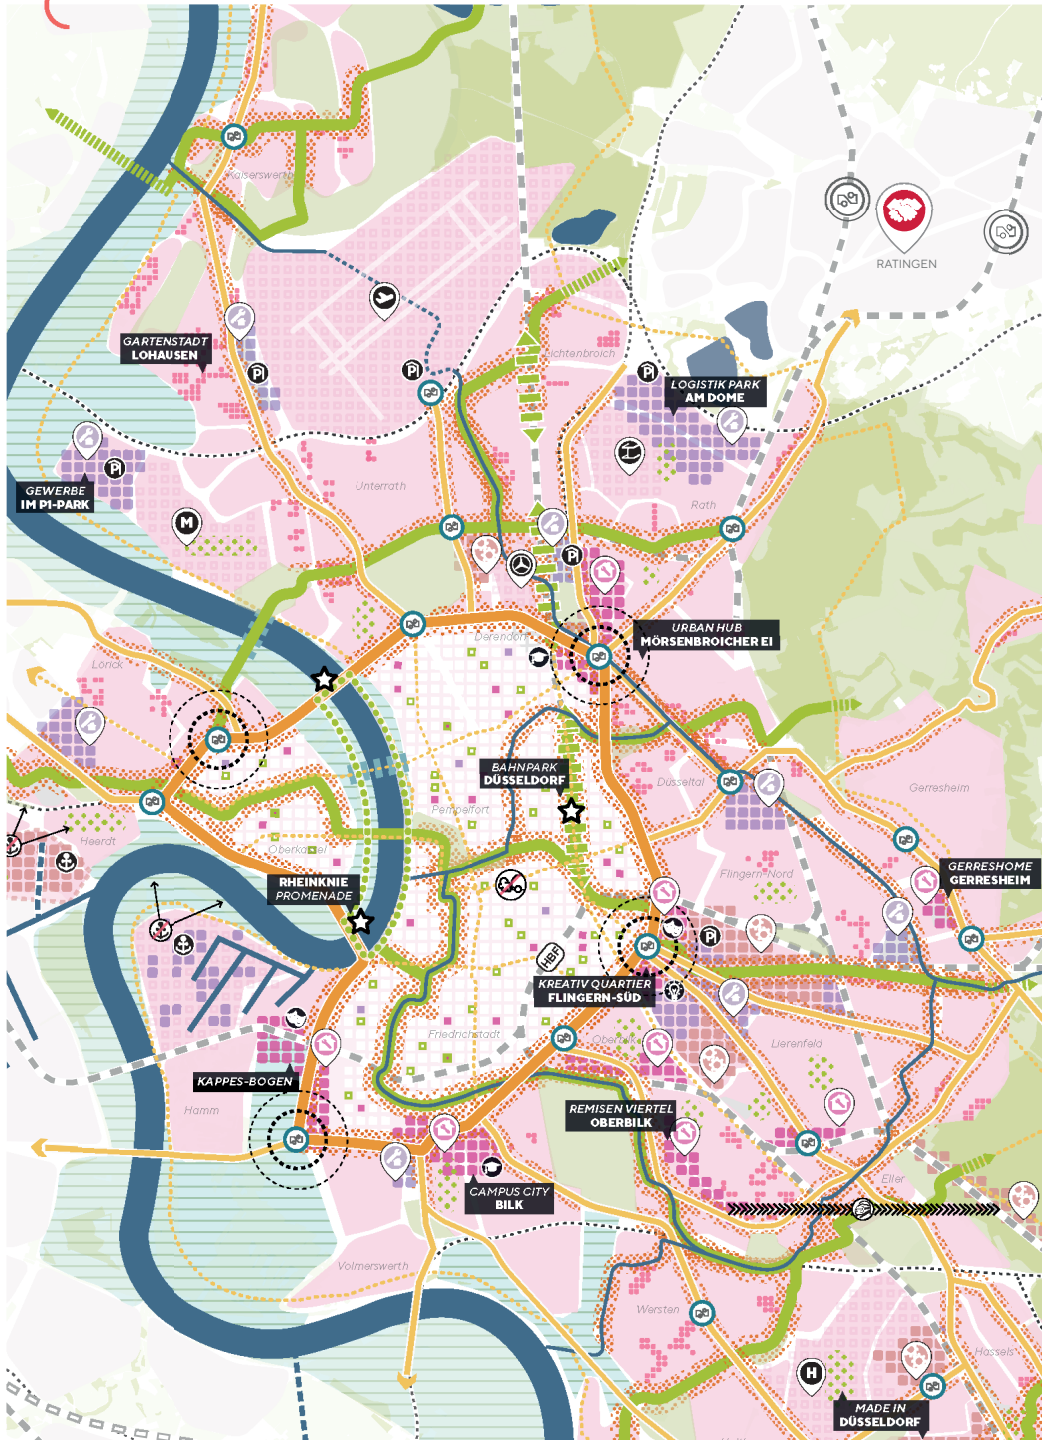 Kaiserswerth
RATINGEN
GARTENSTADT
LOHAUSEN
Lichtenbroich
LOGISTIK PARK
AM DOME
GEWERBE
IM P1-PARK
Unterrath
Rath
M
URBAN HUB
MÖRSENBROICHER EI
Derendorf
Lörick
BAHNPARK
DÜSSELDORF
Düsseltal
Gerresheim
Pempelfort
Heerdt
Oberkassel
Flingern-Nord
GERRESHOME
GERRESHEIM
RHEINKNIE
PROMENADE
HBF
KREATIV QUARTIER
FLINGERN-SÜD
Friedrichstadt
Oberbilk
Lierenfeld
KAPPES-BOGEN
Hamm
REMISEN VIERTEL
OBERBILK
CAMPUS CITY
BILK
Eller
Volmerswerth
Wersten
Hassels
H
MADE IN
DÜSSELDORF